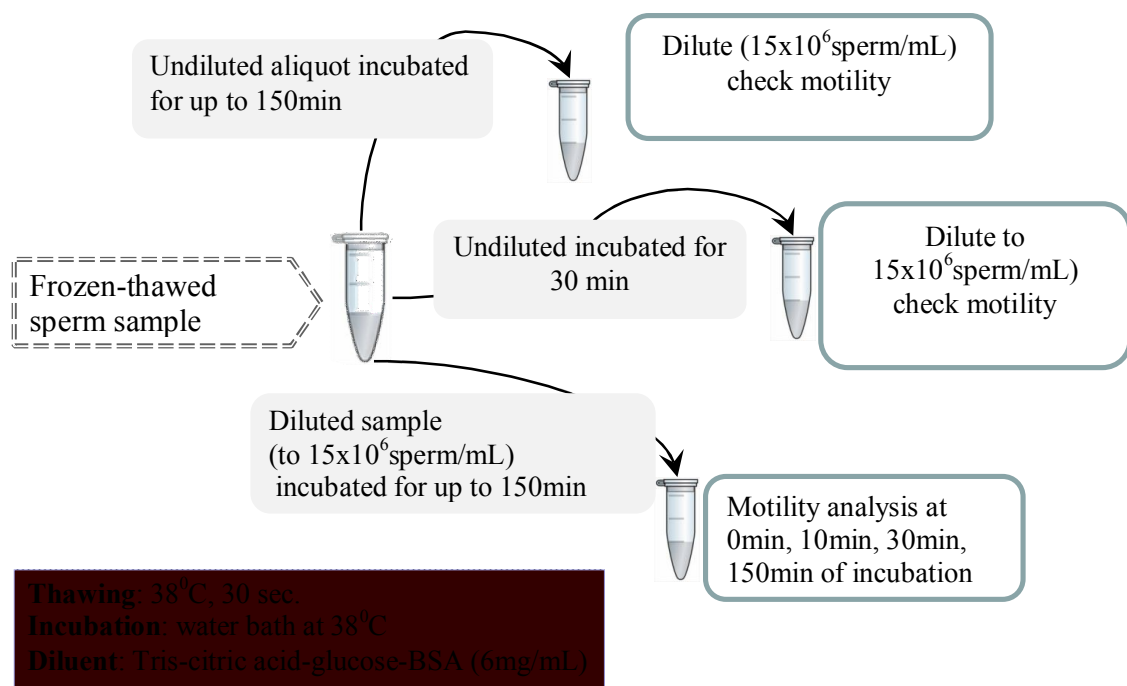 Undiluted aliquot incubated
for up to 150min
Dilute (15x10⁶sperm/mL)
check motility
Frozen-thawed
sperm sample
Undiluted incubated for
30 min
Dilute to
15x10⁶sperm/mL)
check motility
Diluted sample
(to 15x10⁶sperm/mL)
incubated for up to 150min
Motility analysis at
0min, 10min, 30min,
150min of incubation
Thawing: 38⁰C, 30 sec.
Incubation: water bath at 38⁰C
Diluent: Tris-citric acid-glucose-BSA (6mg/mL)